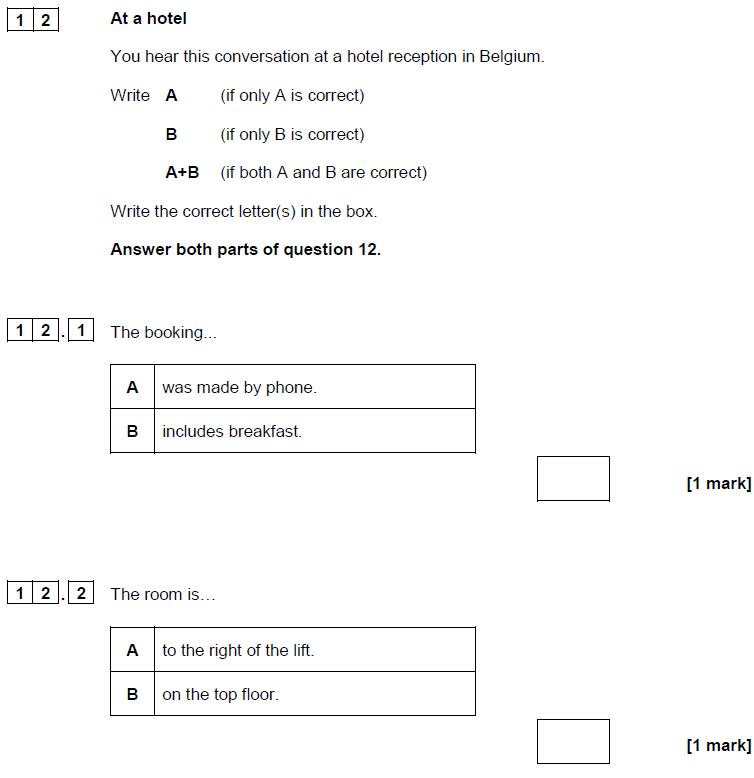 1 2 At a hotel
You hear this conversation at a hotel reception in Belgium.
Write A (if only A is correct)
B (if only B is correct)
A+B (if both A and B are correct)
Write the correct letter(s) in the box.
Answer both parts of question 12.
1 2 . 1 The booking...
A was made by phone.
B includes breakfast.
[1 mark]
1 2 . 2 The room is…
A to the right of the lift.
B on the top floor.
[1 mark]